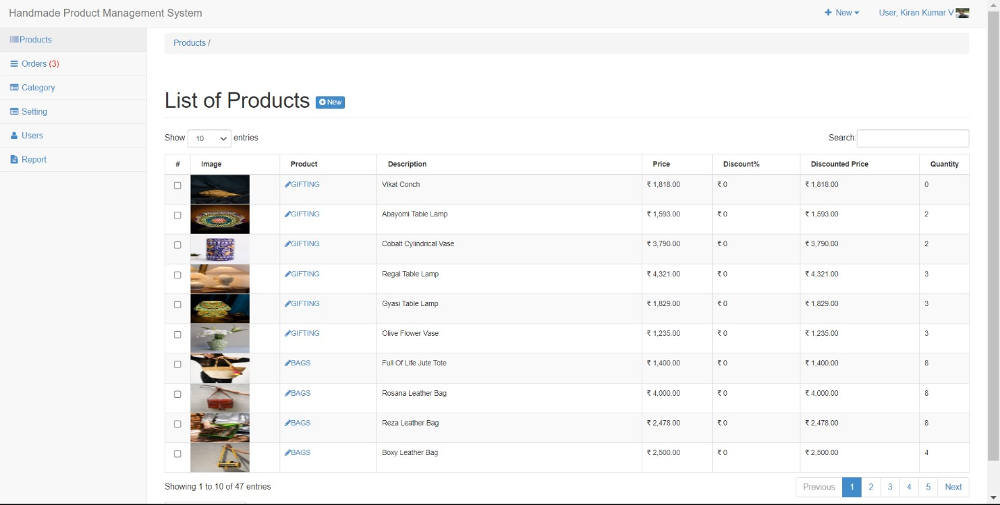 Handmade Product Management System
New
User, Kiran Kumar V
Products
Orders (3)
Category
Setting
Users
Report
Products /
List of Products New
Show 10 entries
Search:
# Image Product Description Price Discount% Discounted Price Quantity
GIFTING Vikat Conch ₹ 1,818.00 ₹ 0 ₹ 1,818.00 0
GIFTING Abayomi Table Lamp ₹ 1,593.00 ₹ 0 ₹ 1,593.00 2
GIFTING Cobalt Cylindrical Vase ₹ 3,790.00 ₹ 0 ₹ 3,790.00 2
GIFTING Regal Table Lamp ₹ 4,321.00 ₹ 0 ₹ 4,321.00 3
GIFTING Gyasi Table Lamp ₹ 1,829.00 ₹ 0 ₹ 1,829.00 3
GIFTING Olive Flower Vase ₹ 1,235.00 ₹ 0 ₹ 1,235.00 3
BAGS Full Of Life Jute Tote ₹ 1,400.00 ₹ 0 ₹ 1,400.00 8
BAGS Rosana Leather Bag ₹ 4,000.00 ₹ 0 ₹ 4,000.00 8
BAGS Reza Leather Bag ₹ 2,478.00 ₹ 0 ₹ 2,478.00 8
BAGS Boxy Leather Bag ₹ 2,500.00 ₹ 0 ₹ 2,500.00 4
Showing 1 to 10 of 47 entries
Previous 1 2 3 4 5 Next